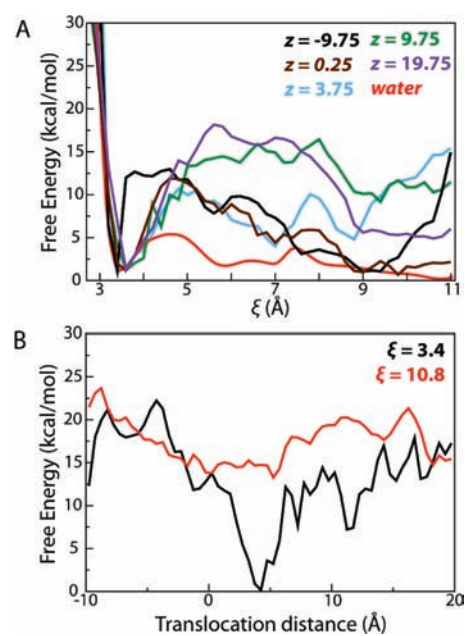 A
30
25
20
15
10
5
0
Free Energy (kcal/mol)
z = -9.75 z = 9.75
z = 0.25 z = 19.75
z = 3.75 water
3 5 7 9 11
ξ (Å)
B
30
25
20
15
10
5
0
Free Energy (kcal/mol)
ξ = 3.4
ξ = 10.8
-10 0 10 20
Translocation distance (Å)